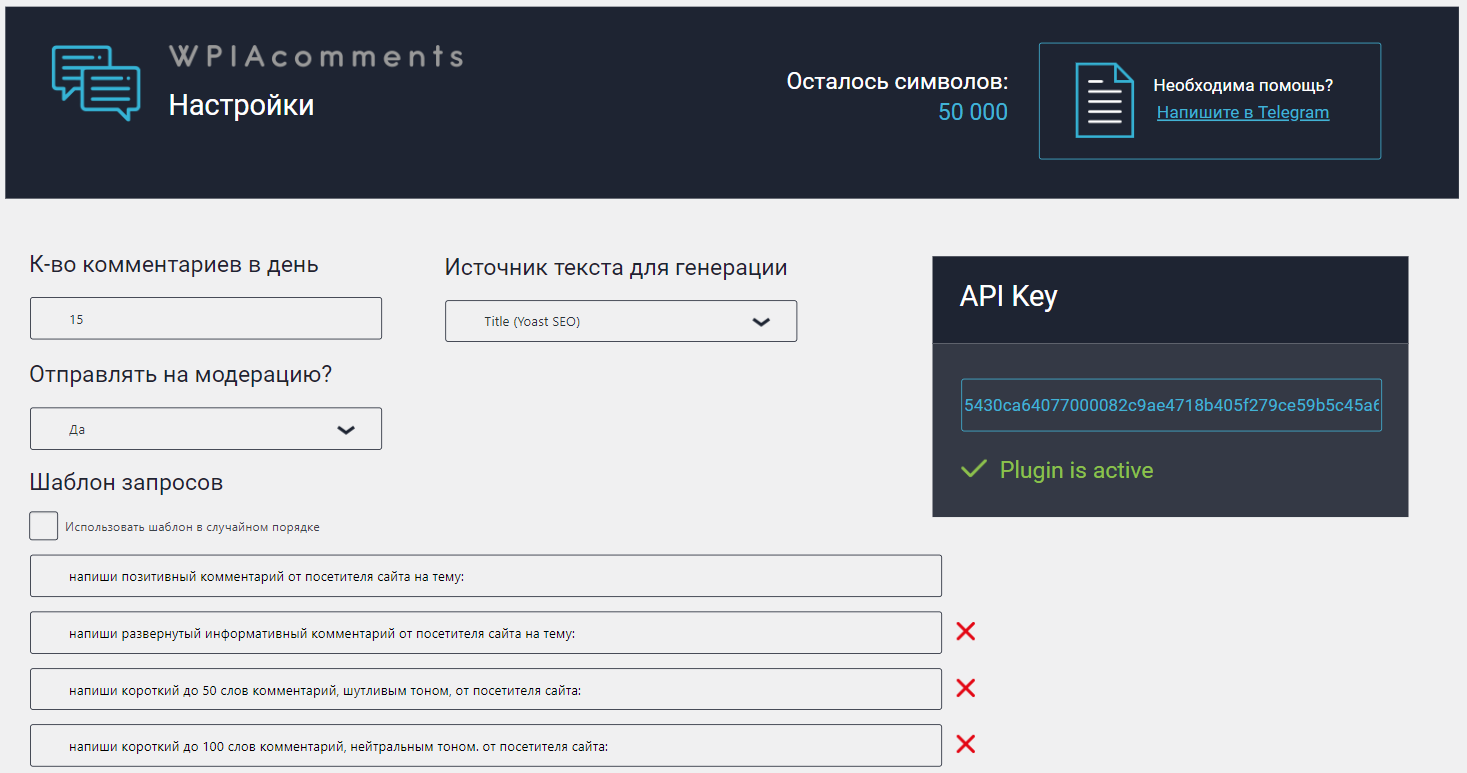 WPIAcomments
Настройки
Осталось символов:
50 000
Необходима помощь?
Напишите в Telegram
К-во комментариев в день
15
Источник текста для генерации
Title (Yoast SEO)
Отправлять на модерацию?
Да
API Key
5430ca64077000082c9ae4718b405f279ce59b5c45a6
Plugin is active
Шаблон запросов
Использовать шаблон в случайном порядке
напиши позитивный комментарий от посетителя сайта на тему:
напиши развернутый информативный комментарий от посетителя сайта на тему:
напиши короткий до 50 слов комментарий, шутливым тоном, от посетителя сайта:
напиши короткий до 100 слов комментарий, нейтральным тоном. от посетителя сайта: